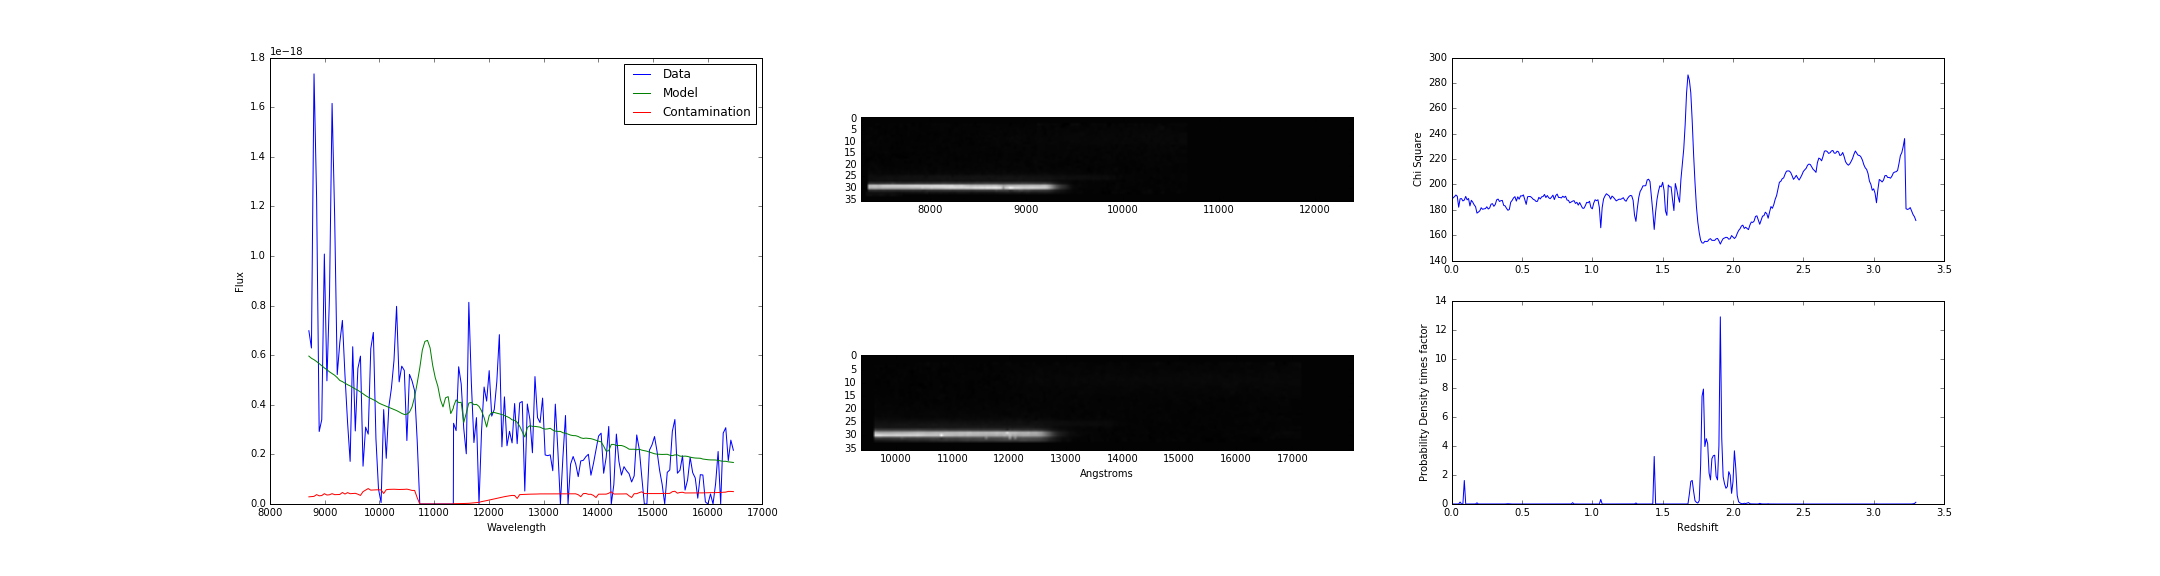 1e−18
1.8
1.6
1.4
1.2
1.0
0.8
0.6
0.4
0.2
0.0
Flux
8000 9000 10000 11000 12000 13000 14000 15000 16000 17000
Wavelength
Data
Model
Contamination
0
5
10
15
20
25
30
35
8000 9000 10000 11000 12000
0
5
10
15
20
25
30
35
10000 11000 12000 13000 14000 15000 16000 17000
Angstroms
300
280
260
240
220
200
180
160
140
Chi Square
0.0 0.5 1.0 1.5 2.0 2.5 3.0 3.5
14
12
10
8
6
4
2
0
Probability Density times factor
0.0 0.5 1.0 1.5 2.0 2.5 3.0 3.5
Redshift